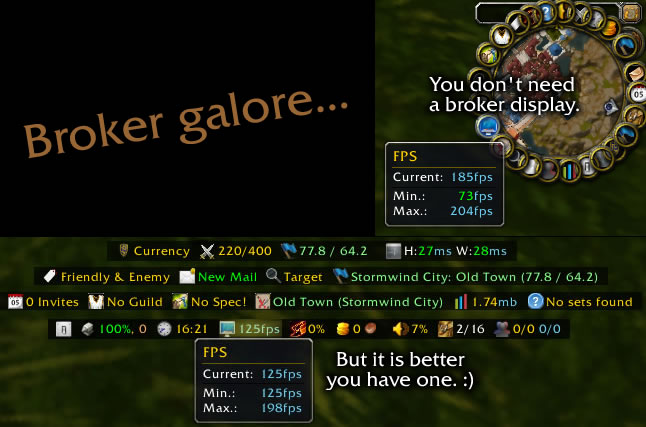 Broker galore...
You don't need
a broker display.
05
FPS
Current: 185fps
Min.: 73fps
Max.: 204fps
Currency 220/400 77.8 / 64.2 H:27ms W:28ms
Friendly & Enemy New Mail Target Stormwind City: Old Town (77.8 / 64.2)
05 0 Invites No Guild No Spec! Old Town (Stormwind City) 1.74mb ? No sets found
100%, 0 16:21 125fps 0% 0 7% 2/16 0/0 0/0
FPS
Current: 125fps
Min.: 125fps
Max.: 198fps
But it is better
you have one. :)